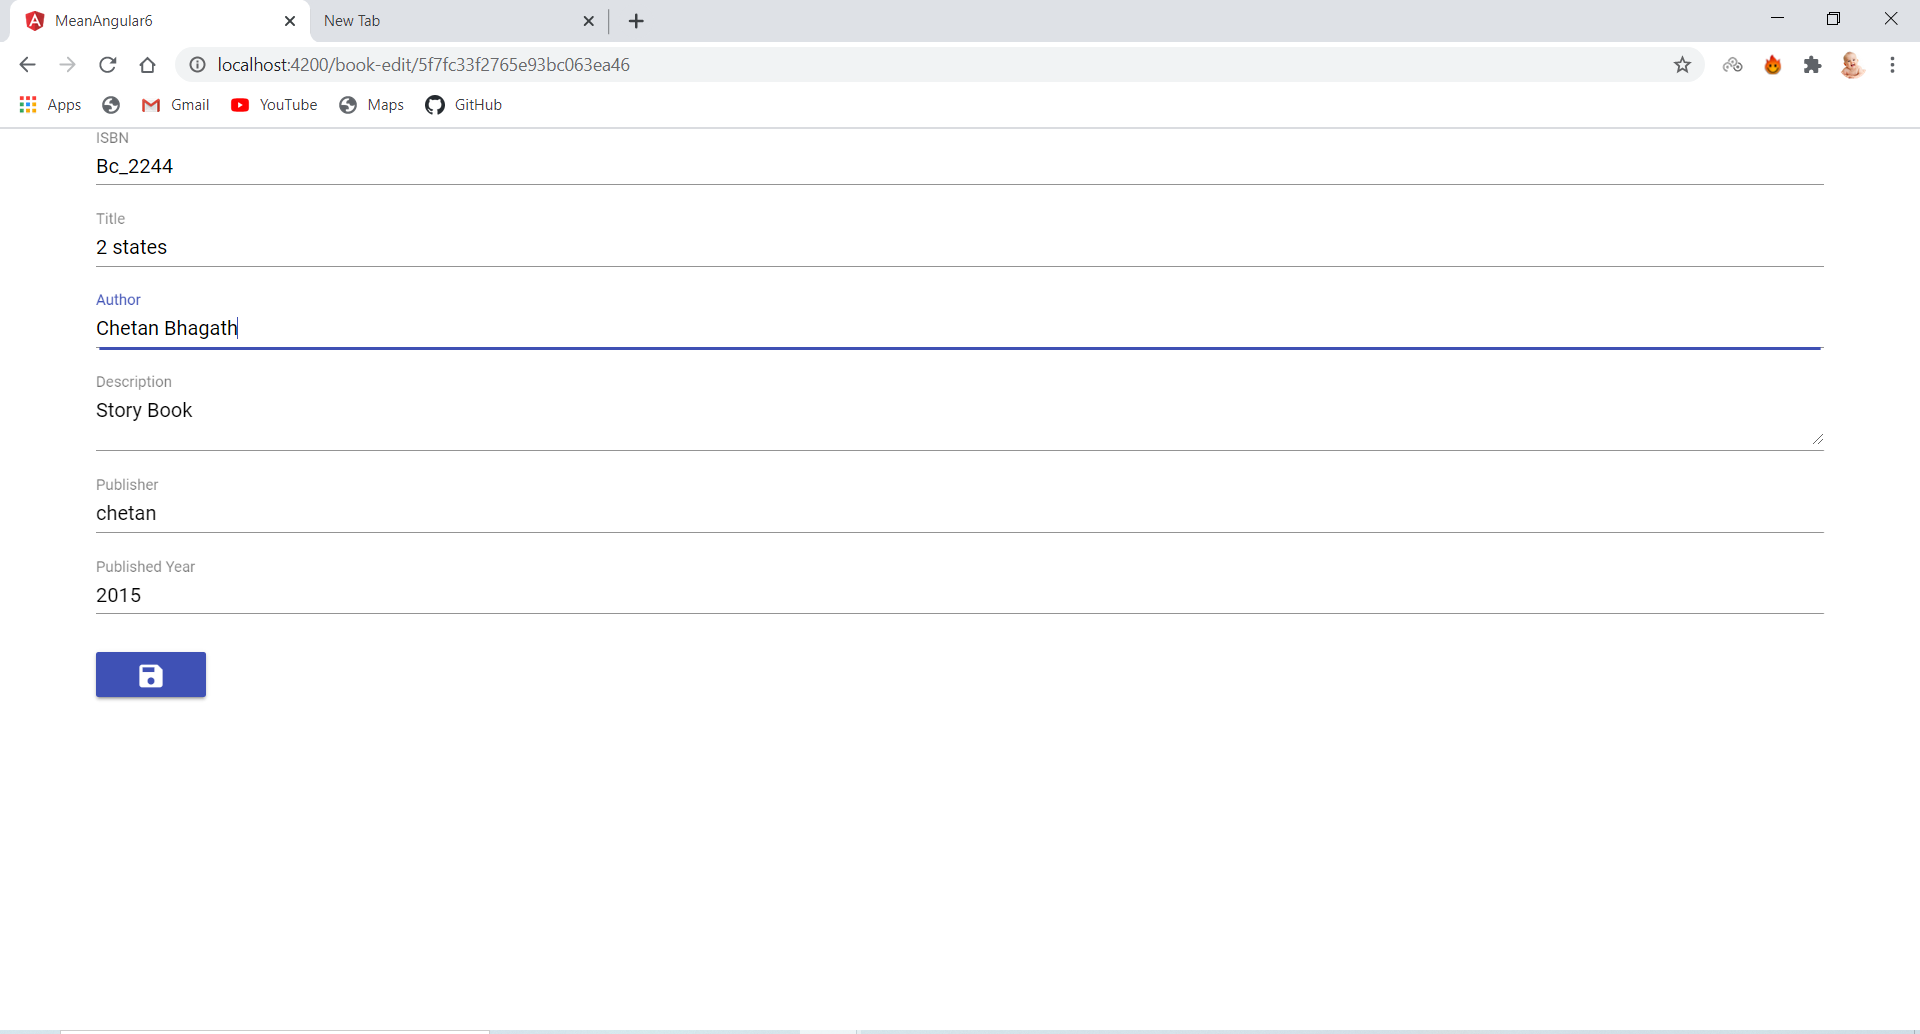 MeanAngular6
New Tab
localhost:4200/book-edit/5f7fc33f2765e93bc063ea46
Apps Gmail YouTube Maps GitHub
ISBN
Bc_2244
Title
2 states
Author
Chetan Bhagath
Description
Story Book
Publisher
chetan
Published Year
2015